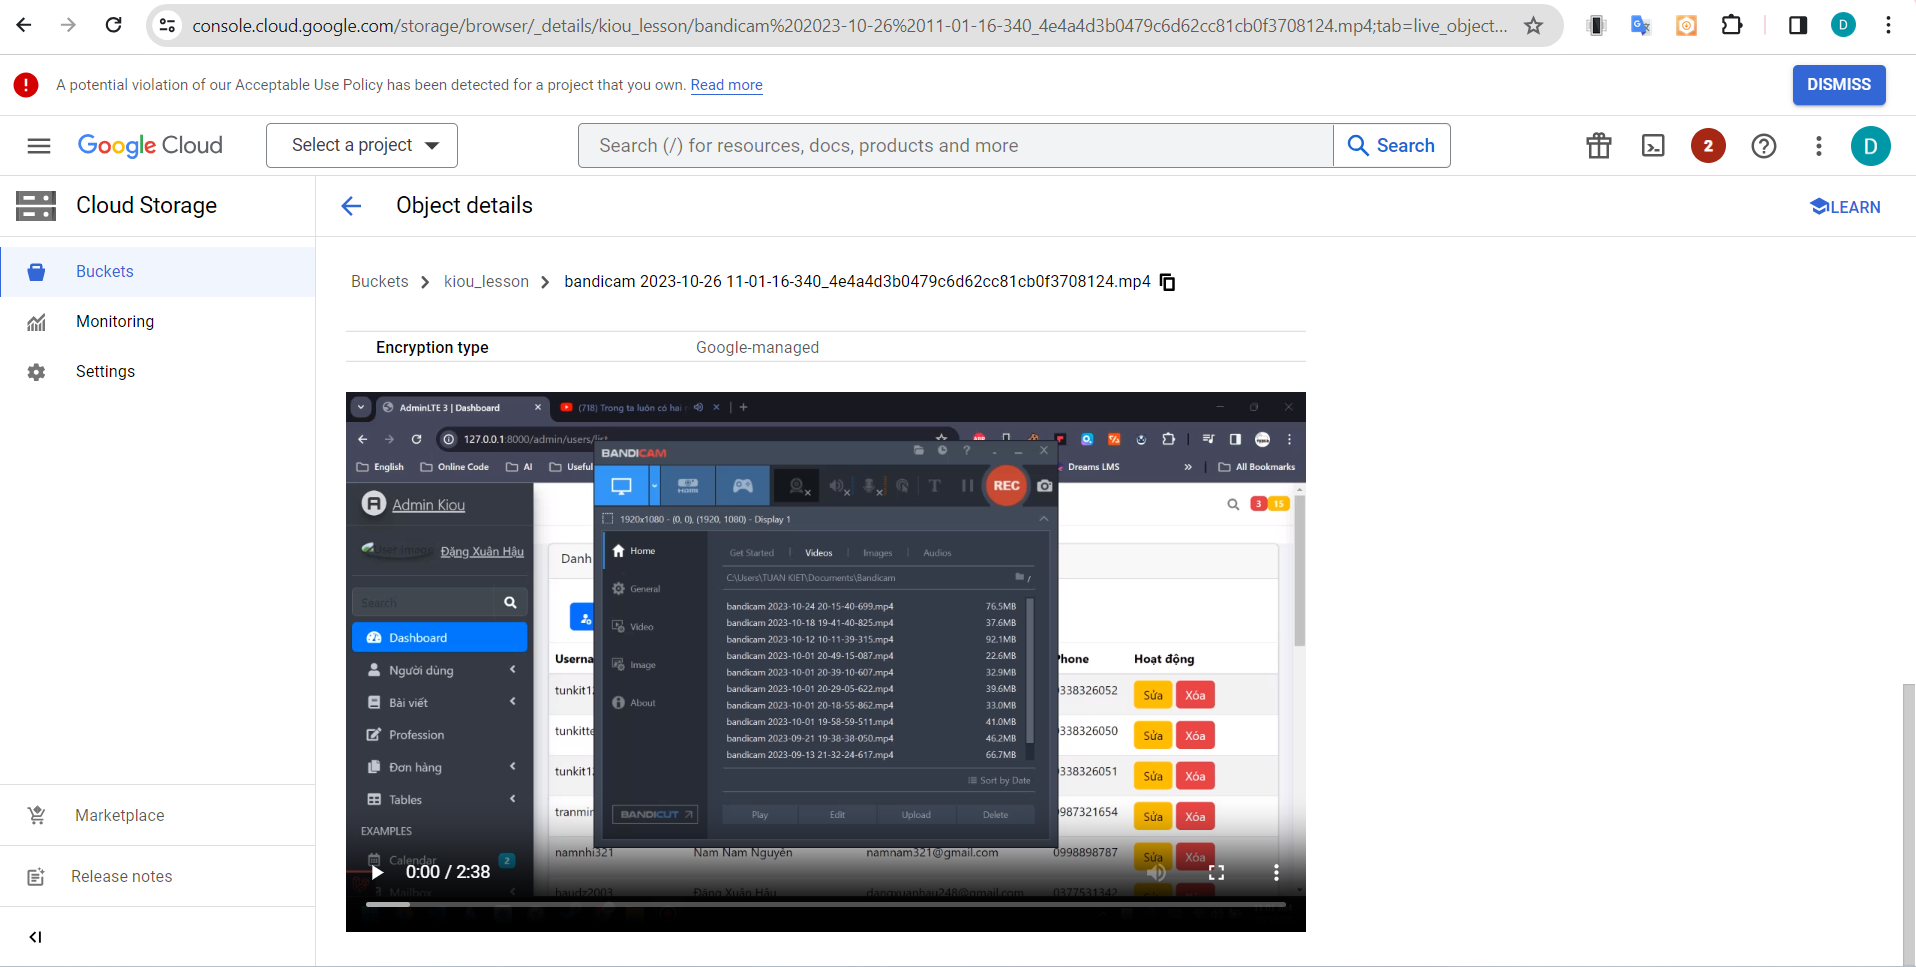 console.cloud.google.com/storage/browser/_details/kiou_lesson/bandicam%202023-10-26%2011-01-16-340_4e4a4d3b0479c6d62cc81cb0f3708124.mp4;tab=live_object...
D
A potential violation of our Acceptable Use Policy has been detected for a project that you own. Read more
DISMISS
Google Cloud
Select a project
Search (/) for resources, docs, products and more
Search
2
D
Cloud Storage
Object details
LEARN
Buckets
Monitoring
Settings
Marketplace
Release notes
Buckets
kiou_lesson
bandicam 2023-10-26 11-01-16-340_4e4a4d3b0479c6d62cc81cb0f3708124.mp4
Encryption type
Google-managed
AdminLTE 3 | Dashboard
(718) Trong ta luôn có hai
127.0.0.1:8000/admin/users/list
English
Online Code
AI
Useful
Dreams LMS
All Bookmarks
Admin Kiou
Đặng Xuân Hậu
Search
Dashboard
Người dùng
Bài viết
Profession
Đơn hàng
Tables
EXAMPLES
Calendar
2
Mailbox
3
15
Danh
BANDICAM
HDMI
REC
1920x1080 - (0, 0), (1920, 1080) - Display 1
Home
General
Video
Image
About
BANDICUT
Get Started
Videos
Images
Audios
C:\Users\TUAN KIET\Documents\Bandicam
bandicam 2023-10-24 20-15-40-699.mp4 76.5MB
bandicam 2023-10-18 19-41-40-825.mp4 37.6MB
bandicam 2023-10-12 10-11-39-315.mp4 92.1MB
bandicam 2023-10-01 20-49-15-087.mp4 22.6MB
bandicam 2023-10-01 20-39-10-607.mp4 32.9MB
bandicam 2023-10-01 20-29-05-622.mp4 39.6MB
bandicam 2023-10-01 20-18-55-862.mp4 33.0MB
bandicam 2023-10-01 19-58-59-511.mp4 41.0MB
bandicam 2023-09-21 19-38-38-050.mp4 46.2MB
bandicam 2023-09-13 21-32-24-617.mp4 66.7MB
Sort by Date
Play
Edit
Upload
Delete
Userna
Phone
Hoạt động
tunkit12
0338326052
Sửa
Xóa
tunkitte
0338326050
Sửa
Xóa
tunkit12
0338326051
Sửa
Xóa
tranmin
0987321654
Sửa
Xóa
namnhi321
Nam Nam Nguyễn
namnam321@gmail.com
0998898787
Sửa
Xóa
haudz2003
Đặng Xuân Hậu
dangxuanhau248@gmail.com
0377531342
0:00 / 2:38